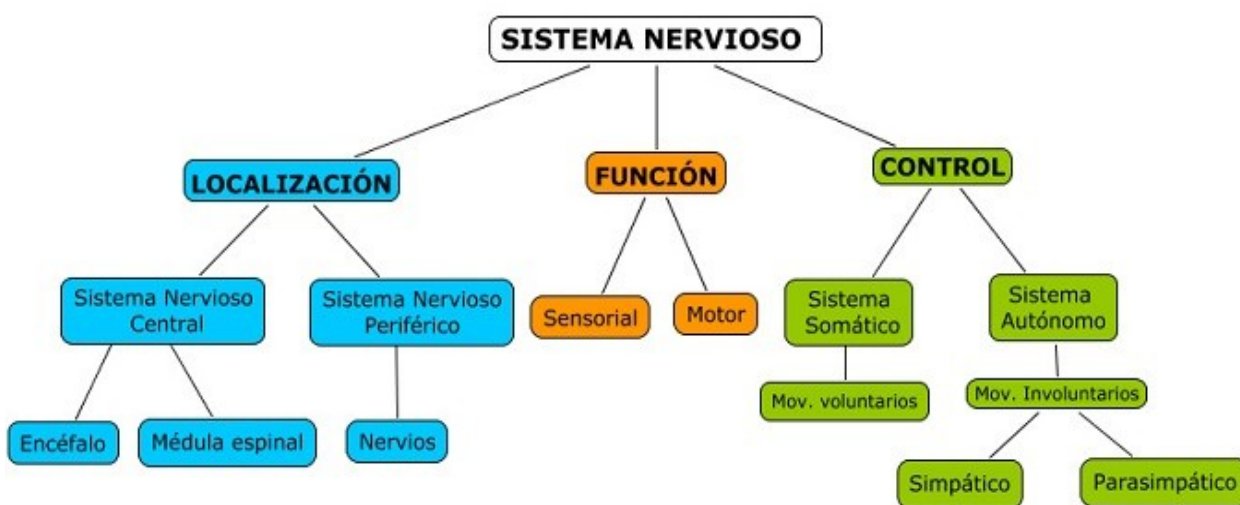 SISTEMA NERVIOSO
LOCALIZACIÓN
FUNCIÓN
CONTROL
Sistema Nervioso
Central
Sistema Nervioso
Periférico
Sensorial
Motor
Sistema
Somático
Sistema
Autónomo
Mov. voluntarios
Mov. Involuntarios
Encéfalo
Médula espinal
Nervios
Simpático
Parasimpático